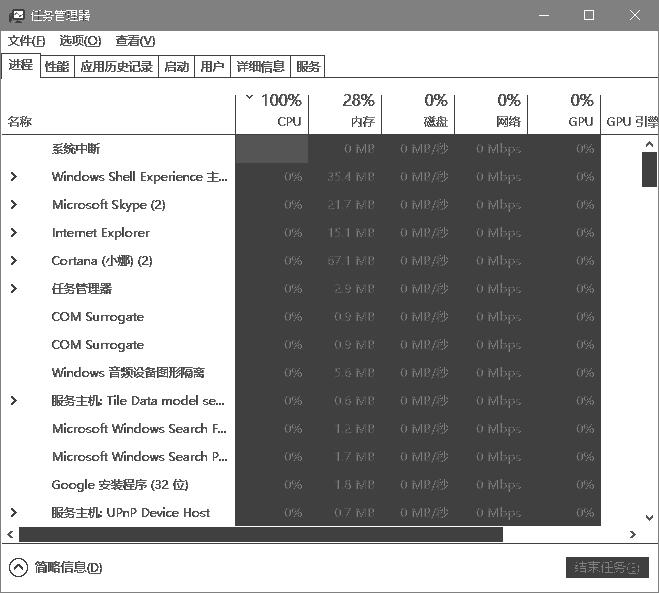 任务管理器
文件(F) 选项(O) 查看(V)
进程 性能 应用历史记录 启动 用户 详细信息 服务
100% 28% 0% 0% 0%
名称 CPU 内存 磁盘 网络 GPU GPU 引擎
系统中断 0 MB 0 MB/秒 0 Mbps 0%
Windows Shell Experience 主... 0% 35.4 MB 0 MB/秒 0 Mbps 0%
Microsoft Skype (2) 0% 21.7 MB 0 MB/秒 0 Mbps 0%
Internet Explorer 0% 15.1 MB 0 MB/秒 0 Mbps 0%
Cortana (小娜) (2) 0% 67.1 MB 0 MB/秒 0 Mbps 0%
任务管理器 0% 2.9 MB 0 MB/秒 0 Mbps 0%
COM Surrogate 0% 0.9 MB 0 MB/秒 0 Mbps 0%
COM Surrogate 0% 0.9 MB 0 MB/秒 0 Mbps 0%
Windows 音频设备图形隔离 0% 5.6 MB 0 MB/秒 0 Mbps 0%
服务主机: Tile Data model se... 0% 0.6 MB 0 MB/秒 0 Mbps 0%
Microsoft Windows Search F... 0% 1.2 MB 0 MB/秒 0 Mbps 0%
Microsoft Windows Search P... 0% 1.7 MB 0 MB/秒 0 Mbps 0%
Google 安装程序 (32 位) 0% 1.8 MB 0 MB/秒 0 Mbps 0%
服务主机: UPnP Device Host 0% 0.7 MB 0 MB/秒 0 Mbps 0%
简略信息(D) 结束任务(E)